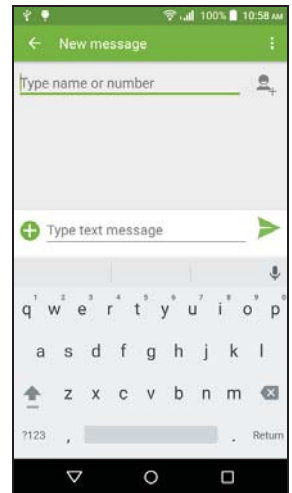 100% 10:58 AM
New message
Type name or number
Type text message
1 2 3 4 5 6 7 8 9 0
q w e r t y u i o p
a s d f g h j k l
z x c v b n m
?123 , . Return